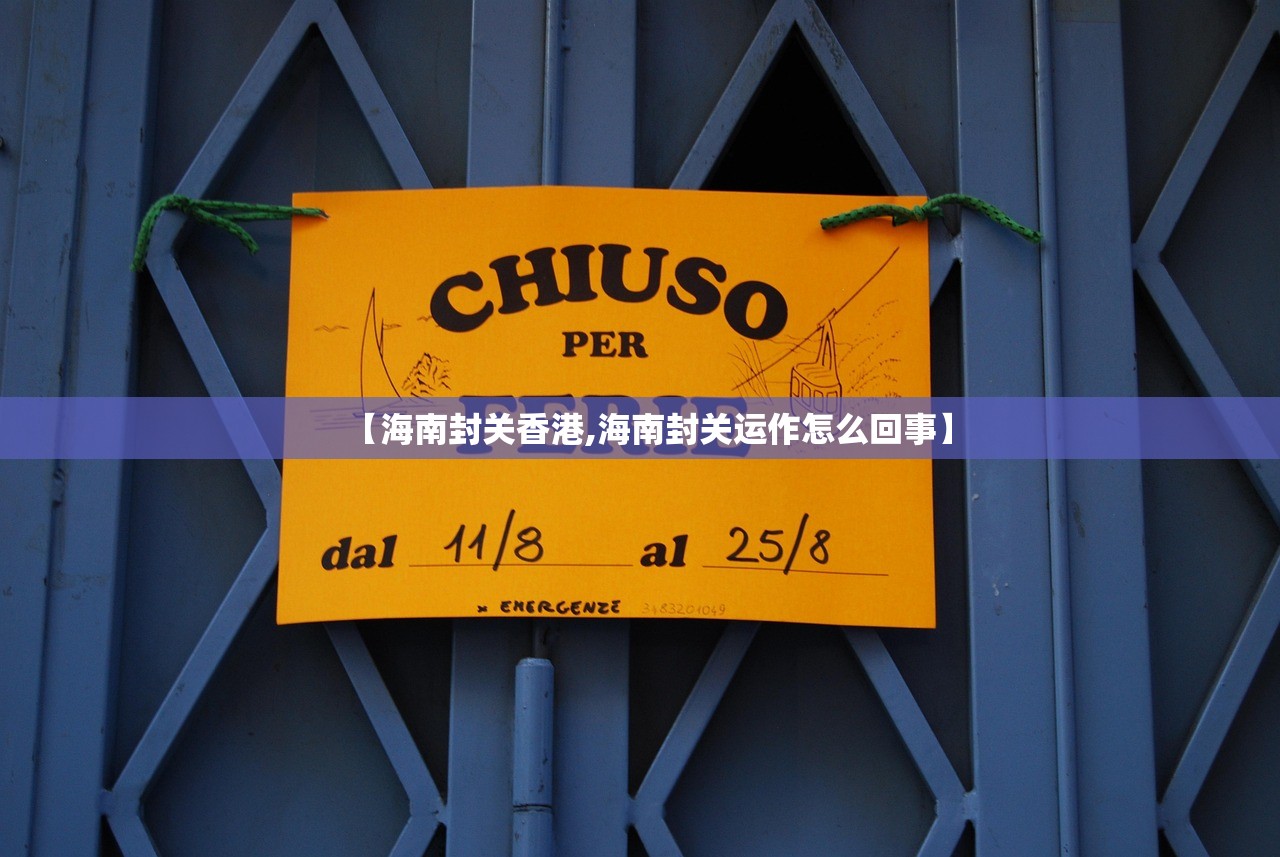 CHIUSO
PER
FERIE
【海南封关香港,海南封关运作怎么回事】
dal 11/8 al 25/8
x EMERGENZE 3483201049